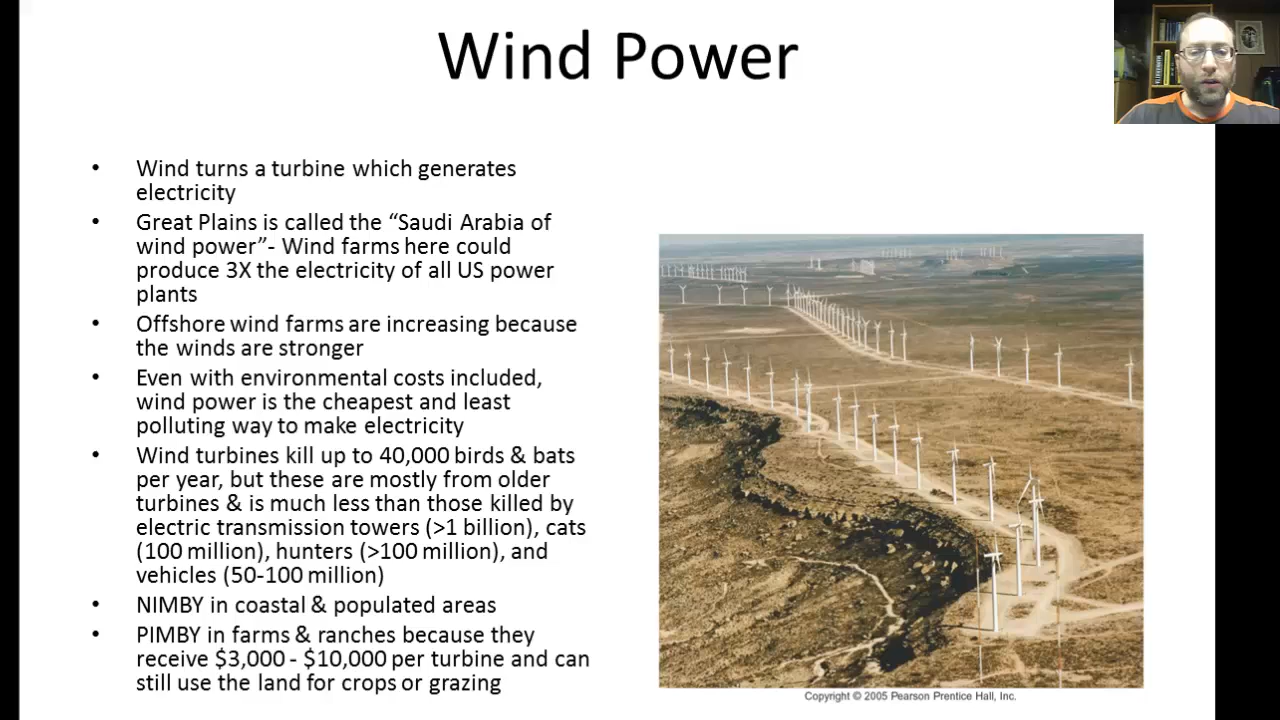 Wind Power
• Wind turns a turbine which generates
electricity
• Great Plains is called the “Saudi Arabia of
wind power”- Wind farms here could
produce 3X the electricity of all US power
plants
• Offshore wind farms are increasing because
the winds are stronger
• Even with environmental costs included,
wind power is the cheapest and least
polluting way to make electricity
• Wind turbines kill up to 40,000 birds & bats
per year, but these are mostly from older
turbines & is much less than those killed by
electric transmission towers (>1 billion), cats
(100 million), hunters (>100 million), and
vehicles (50-100 million)
• NIMBY in coastal & populated areas
• PIMBY in farms & ranches because they
receive $3,000 - $10,000 per turbine and can
still use the land for crops or grazing
Copyright © 2005 Pearson Prentice Hall, Inc.